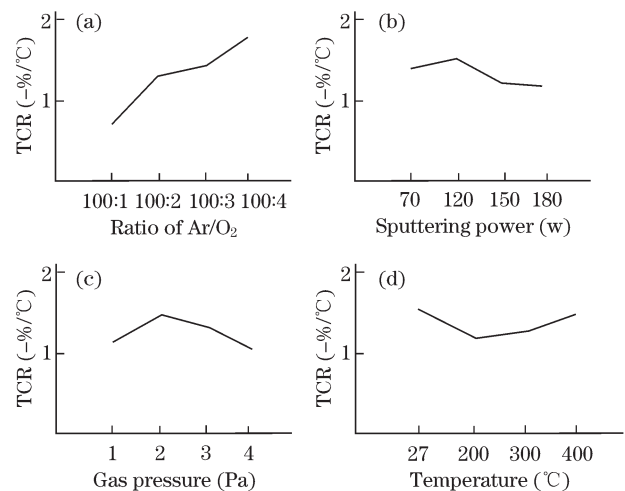 (a)
2
1
TCR (−%/℃)
100:1 100:2 100:3 100:4
Ratio of Ar/O₂
(b)
2
1
TCR (−%/℃)
70 120 150 180
Sputtering power (w)
(c)
2
1
TCR (−%/℃)
1 2 3 4
Gas pressure (Pa)
(d)
2
1
TCR (−%/℃)
27 200 300 400
Temperature (℃)